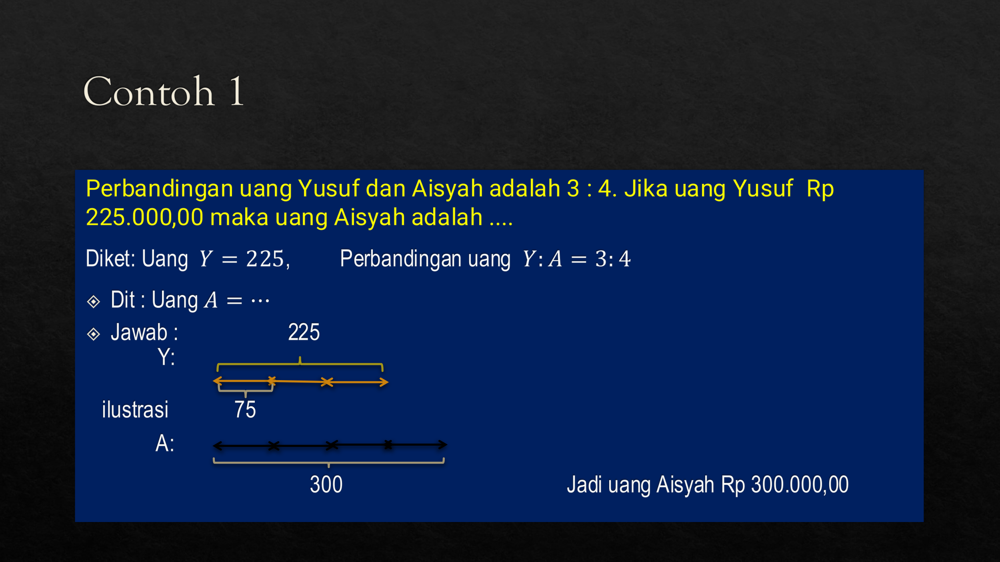 Contoh 1
Perbandingan uang Yusuf dan Aisyah adalah 3 : 4. Jika uang Yusuf  Rp
225.000,00 maka uang Aisyah adalah ....
Diket: Uang Y = 225, Perbandingan uang Y: A = 3: 4
Dit : Uang A = ⋯
Jawab : 225
Y:
ilustrasi 75
A:
300 Jadi uang Aisyah Rp 300.000,00